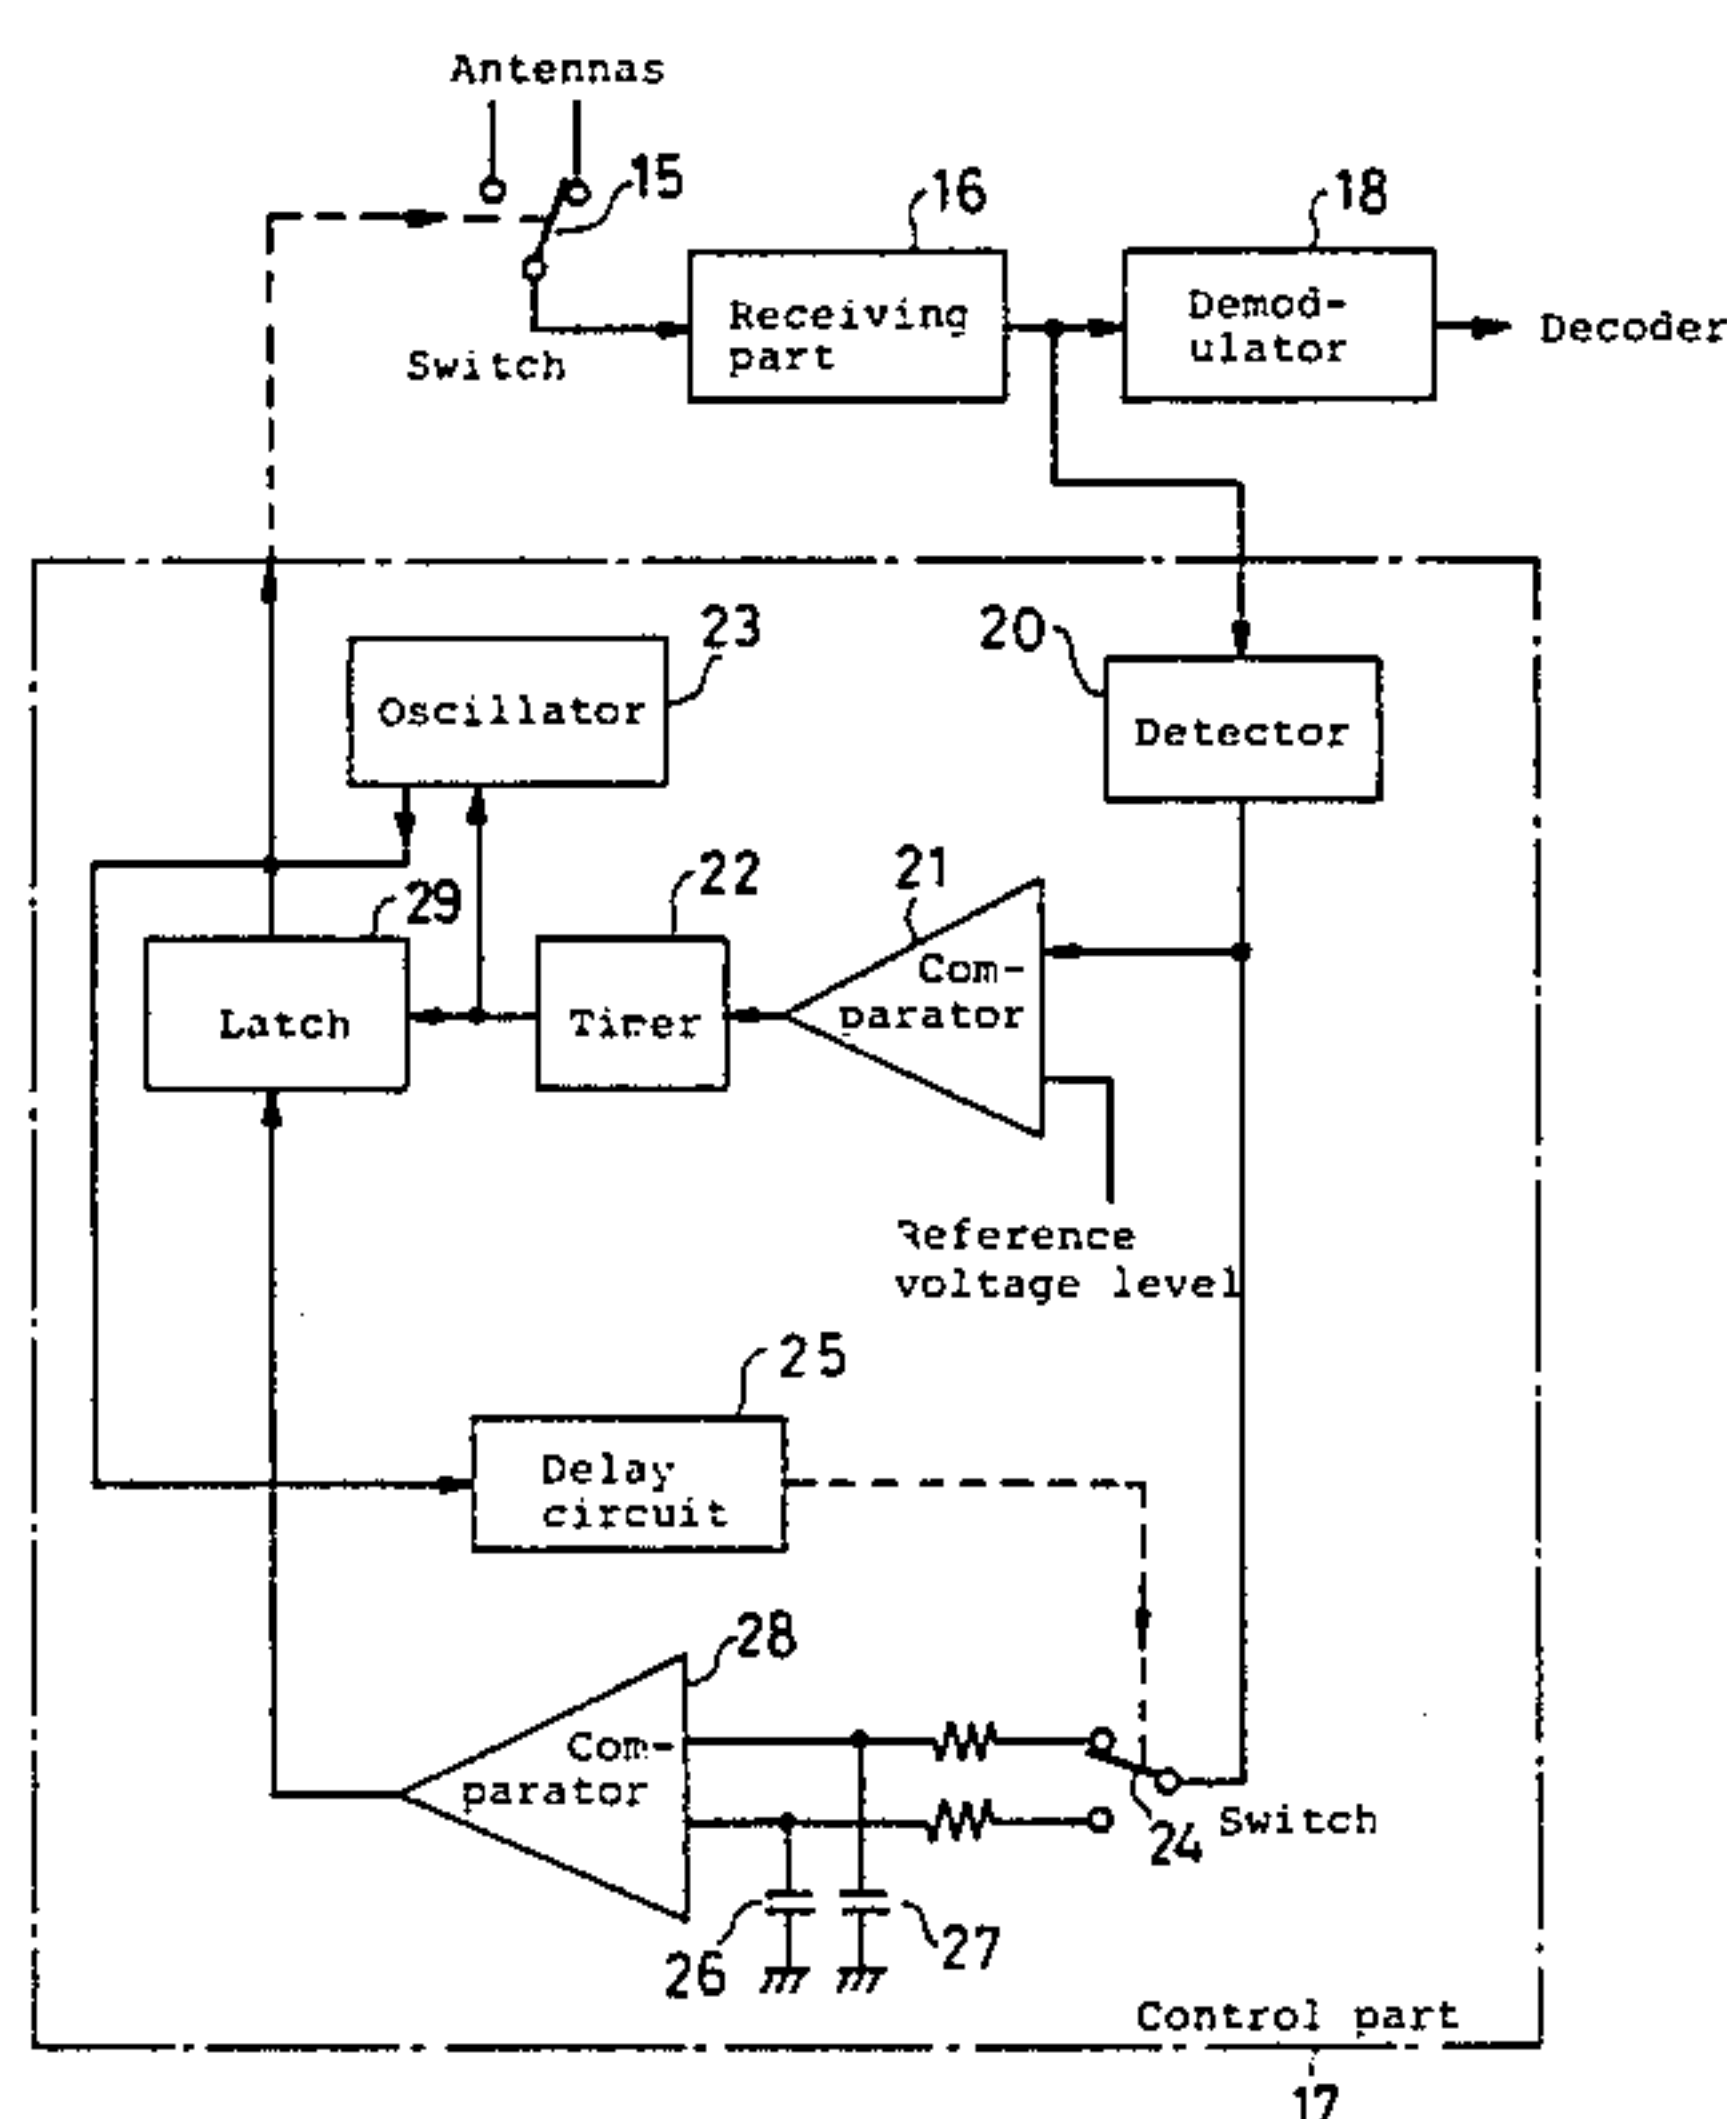 Antennas
15
16
18
Receiving
part
Demod-
ulator
Decoder
Switch
23
20
Oscillator
Detector
21
22
29
Com-
parator
Latch
Timer
Reference
voltage level
25
Delay
circuit
28
Com-
parator
24
Switch
26
27
Control part
17